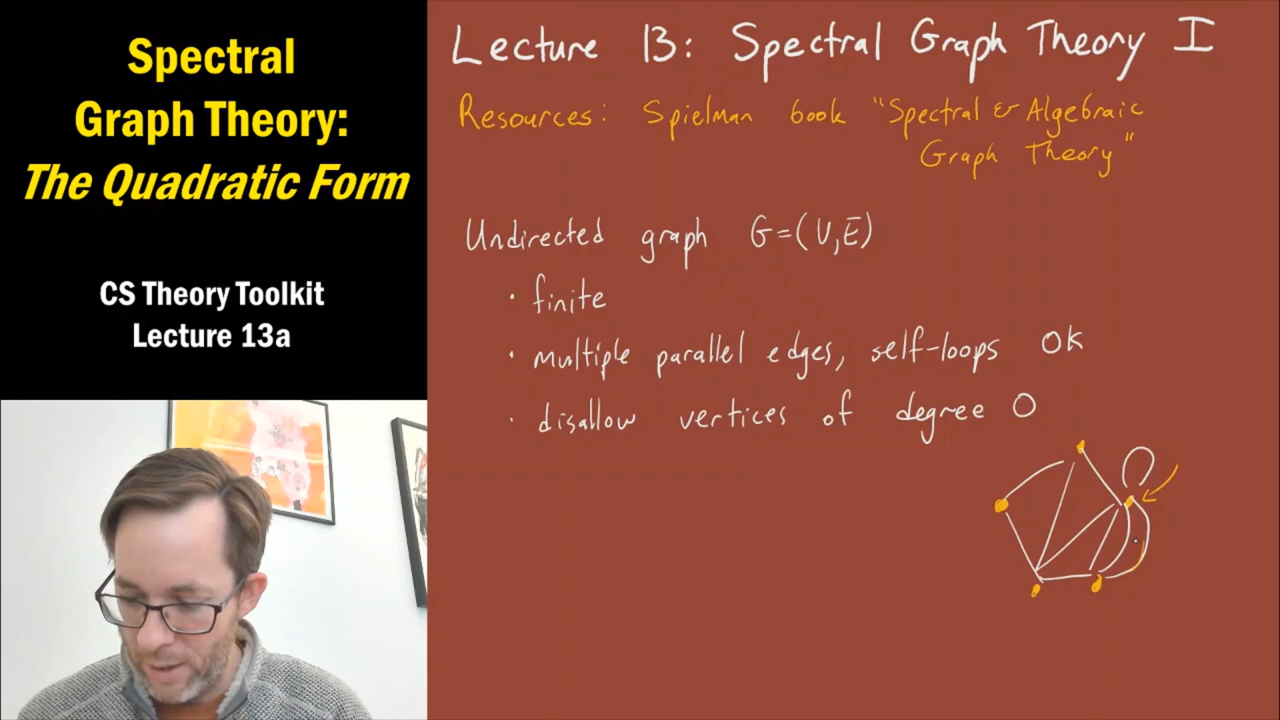 Spectral
Graph Theory:
The Quadratic Form
CS Theory Toolkit
Lecture 13a
Lecture 13: Spectral Graph Theory I
Resources: Spielman book "Spectral & Algebraic
Graph Theory"
Undirected graph G=(V,E)
• finite
• multiple parallel edges, self-loops OK
• disallow vertices of degree 0